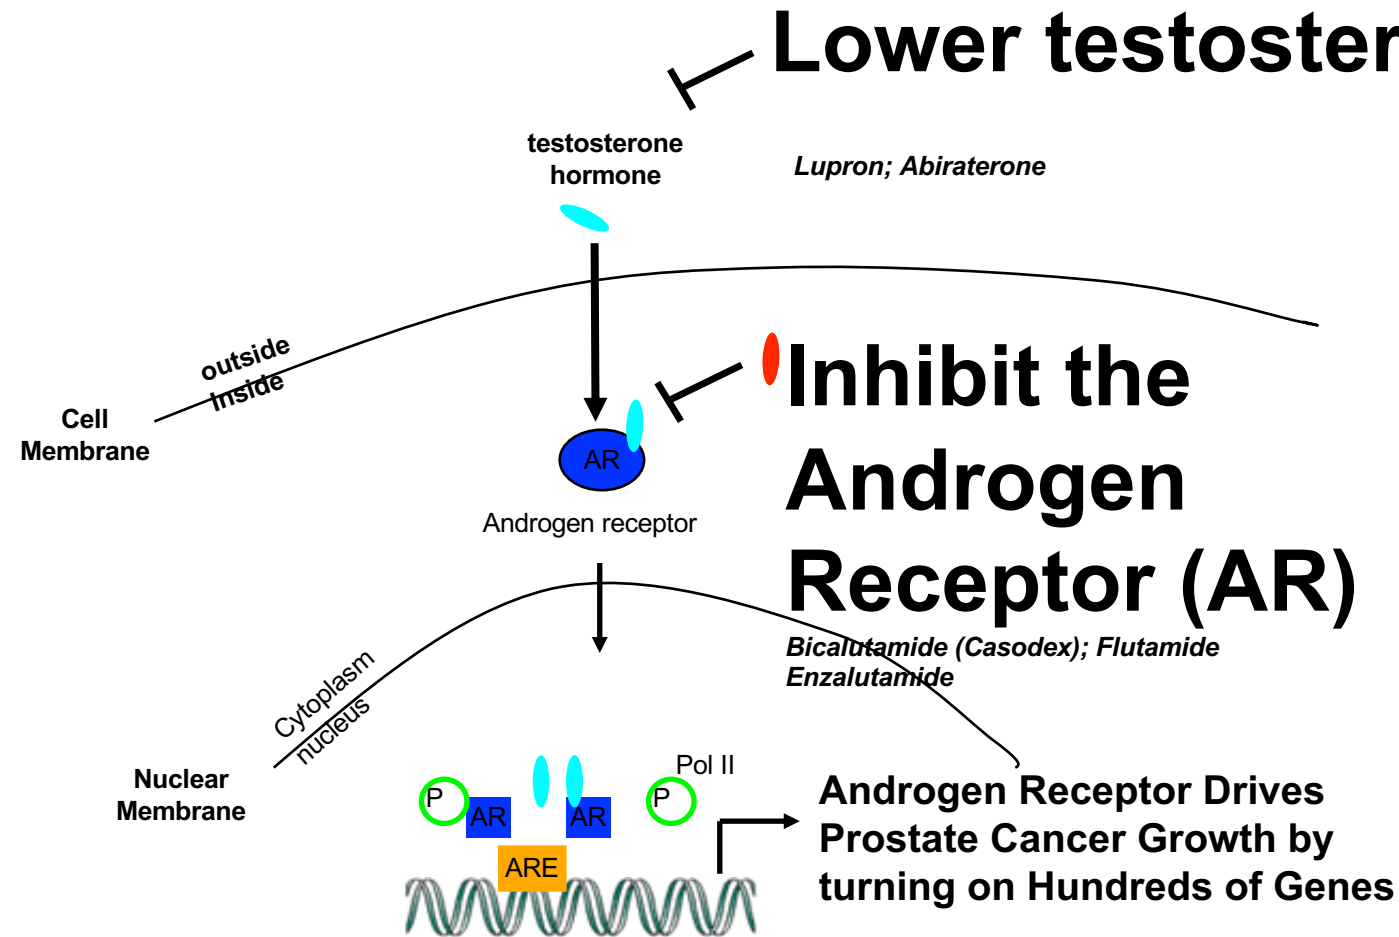 Lower testoster
testosterone
hormone
Lupron; Abiraterone
outside
Inside
Cell
Membrane
Inhibit the
Androgen
Receptor (AR)
AR
Androgen receptor
Bicalutamide (Casodex); Flutamide
Enzalutamide
Cytoplasm
nucleus
Nuclear
Membrane
Pol II
P
AR
AR
P
ARE
Androgen Receptor Drives
Prostate Cancer Growth by
turning on Hundreds of Genes